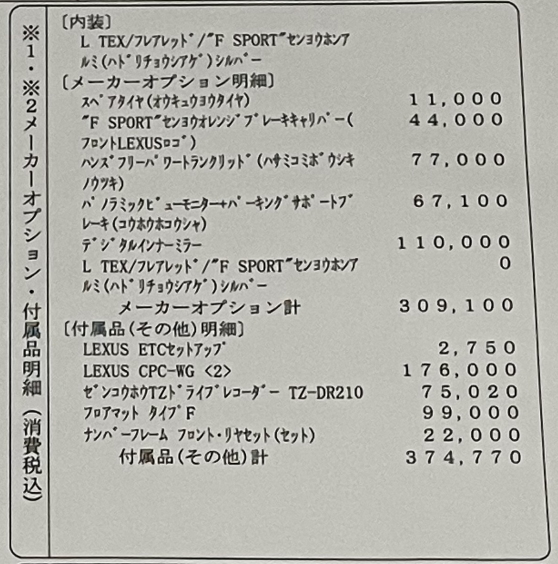 ※1・※2メーカーオプション・付属品明細(消費税込)
〔内装〕
L TEX/フレアレッド/"F SPORT"センヨウホンア
ルミ(ハドリチョウシアゲ)シルバー
〔メーカーオプション明細〕
スペアタイヤ(オウキュウヨウタイヤ) 11,000
"F SPORT"センヨウオレンジブレーキキャリパー( 44,000
フロントLEXUSロゴ)
ハンズフリーパワートランクリッド(ハサミコミボウシキ 77,000
ノウツキ)
パノラミックビューモニター+パーキングサポートブ 67,100
レーキ(コウホウホコウシャ)
デジタルインナーミラー 110,000
L TEX/フレアレッド/"F SPORT"センヨウホンア 0
ルミ(ハドリチョウシアゲ)シルバー
メーカーオプション計 309,100
〔付属品(その他)明細〕
LEXUS ETCセットアップ 2,750
LEXUS CPC-WG <2> 176,000
ゼンコウホウTZドライブレコーダー TZ-DR210 75,020
フロアマット タイプF 99,000
ナンバーフレーム フロント・リヤセット(セット) 22,000
付属品(その他)計 374,770